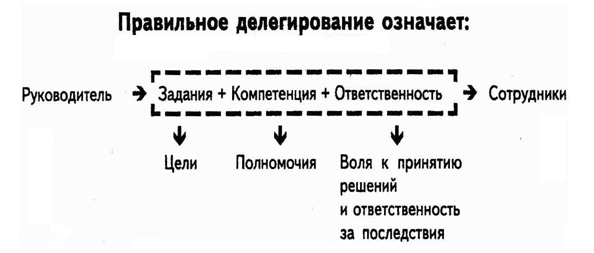 Правильное делегирование означает:
Руководитель → Задания + Компетенция + Ответственность → Сотрудники
Цели Полномочия Воля к принятию
решений
и ответственность
за последствия